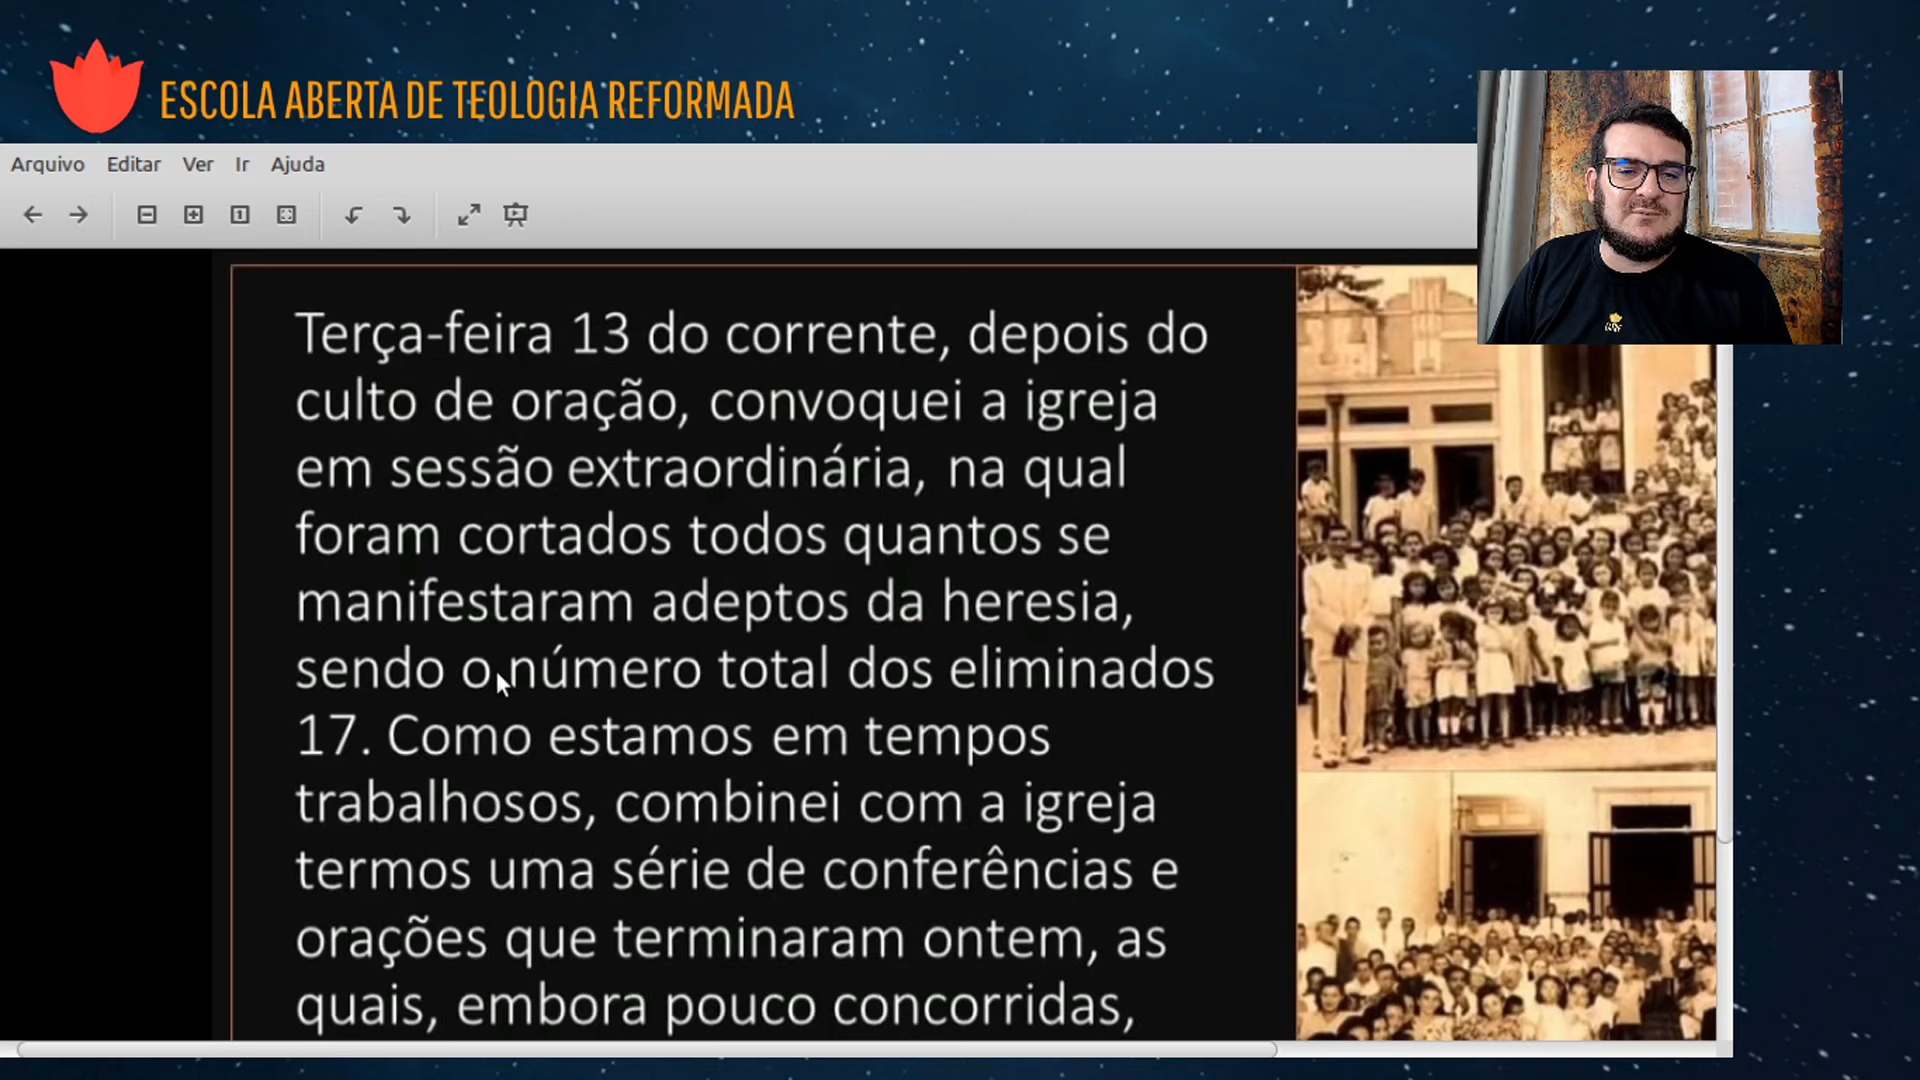 ESCOLA ABERTA DE TEOLOGIA REFORMADA
Arquivo Editar Ver Ir Ajuda
Terça-feira 13 do corrente, depois do
culto de oração, convoquei a igreja
em sessão extraordinária, na qual
foram cortados todos quantos se
manifestaram adeptos da heresia,
sendo o número total dos eliminados
17. Como estamos em tempos
trabalhosos, combinei com a igreja
termos uma série de conferências e
orações que terminaram ontem, as
quais, embora pouco concorridas,